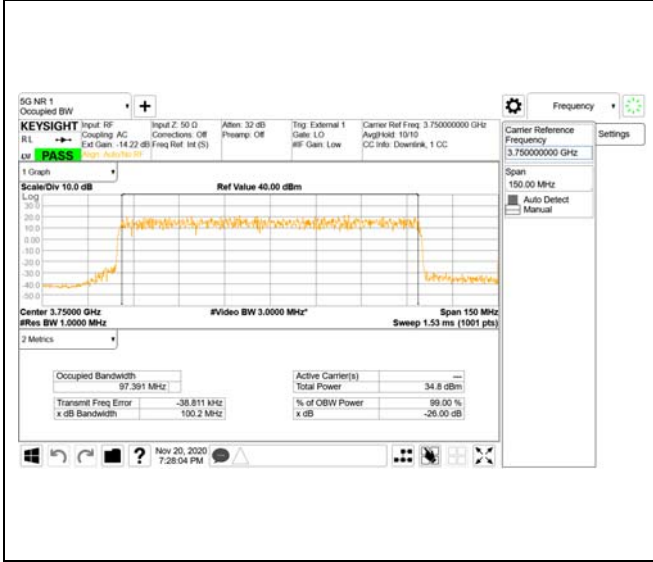 5G NR 1
Occupied BW
Frequency
KEYSIGHT
R L
PASS
Input: RF
Coupling: AC
Ext Gain: -14.22 dB
Align: Auto/No RF
Input Z: 50 Ω
Corrections: Off
Freq Ref: Int (S)
Atten: 32 dB
Preamp: Off
Trig: External 1
Gate: LO
#IF Gain: Low
Carrier Ref Freq: 3.750000000 GHz
Avg|Hold: 10/10
CC Info: Downlink, 1 CC
Carrier Reference
Frequency
3.750000000 GHz
Settings
Span
150.00 MHz
Auto Detect
Manual
1 Graph
Scale/Div 10.0 dB
Ref Value 40.00 dBm
Log
30.0
20.0
10.0
0.00
-10.0
-20.0
-30.0
-40.0
-50.0
Center 3.75000 GHz
#Video BW 3.0000 MHz*
Span 150 MHz
#Res BW 1.0000 MHz
Sweep 1.53 ms (1001 pts)
2 Metrics
Occupied Bandwidth
97.391 MHz
Transmit Freq Error -38.811 kHz
x dB Bandwidth 100.2 MHz
Active Carrier(s) ---
Total Power 34.8 dBm
% of OBW Power 99.00 %
x dB -26.00 dB
Nov 20, 2020
7:28:04 PM